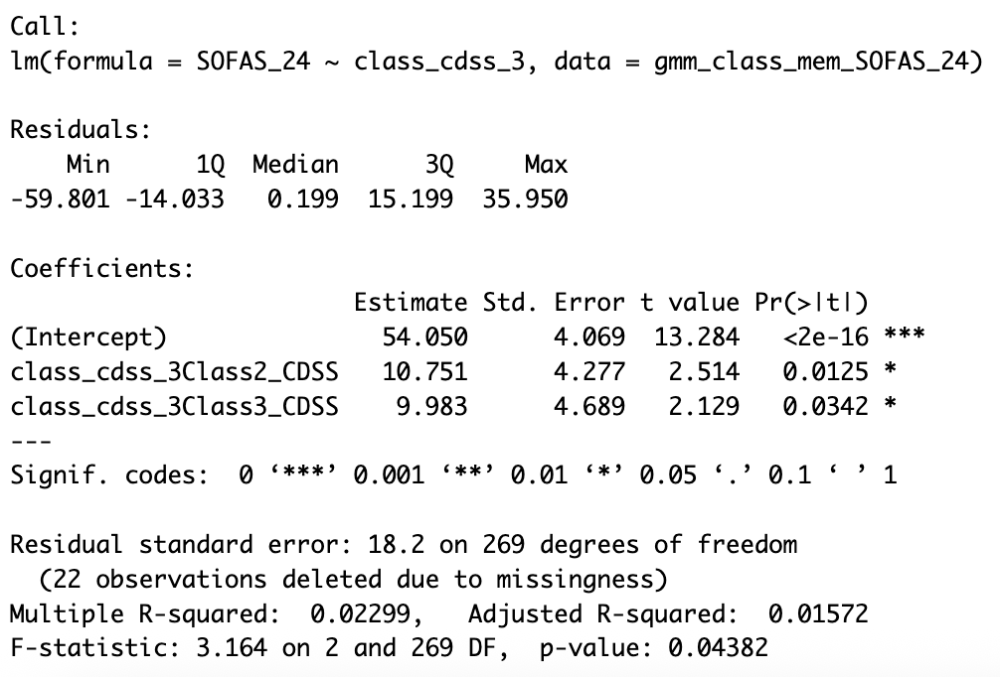 Call:
lm(formula = SOFAS_24 ~ class_cdss_3, data = gmm_class_mem_SOFAS_24)
Residuals:
    Min      1Q  Median      3Q     Max
-59.801 -14.033   0.199  15.199  35.950
Coefficients:
                        Estimate Std. Error t value Pr(>|t|)
(Intercept)               54.050      4.069  13.284   <2e-16 ***
class_cdss_3Class2_CDSS   10.751      4.277   2.514   0.0125 *
class_cdss_3Class3_CDSS    9.983      4.689   2.129   0.0342 *
---
Signif. codes:  0 ‘***’ 0.001 ‘**’ 0.01 ‘*’ 0.05 ‘.’ 0.1 ‘ ’ 1
Residual standard error: 18.2 on 269 degrees of freedom
  (22 observations deleted due to missingness)
Multiple R-squared:  0.02299,   Adjusted R-squared:  0.01572
F-statistic: 3.164 on 2 and 269 DF,  p-value: 0.04382